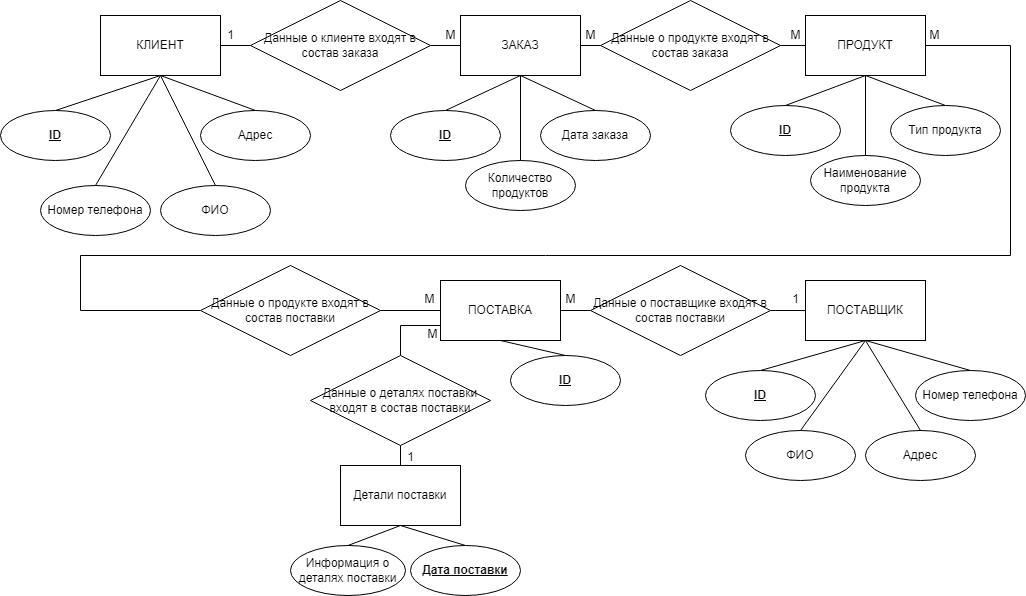 КЛИЕНТ
1
Данные о клиенте входят в
состав заказа
М
ЗАКАЗ
М
Данные о продукте входят в
состав заказа
М
ПРОДУКТ
М
ID
Адрес
Номер телефона
ФИО
ID
Дата заказа
Количество
продуктов
ID
Тип продукта
Наименование
продукта
Данные о продукте входят в
состав поставки
М
ПОСТАВКА
М
Данные о поставщике входят в
состав поставки
1
ПОСТАВЩИК
М
ID
Данные о деталях поставки
входят в состав поставки
1
Детали поставки
Информация о
деталях поставки
Дата поставки
ID
Номер телефона
ФИО
Адрес